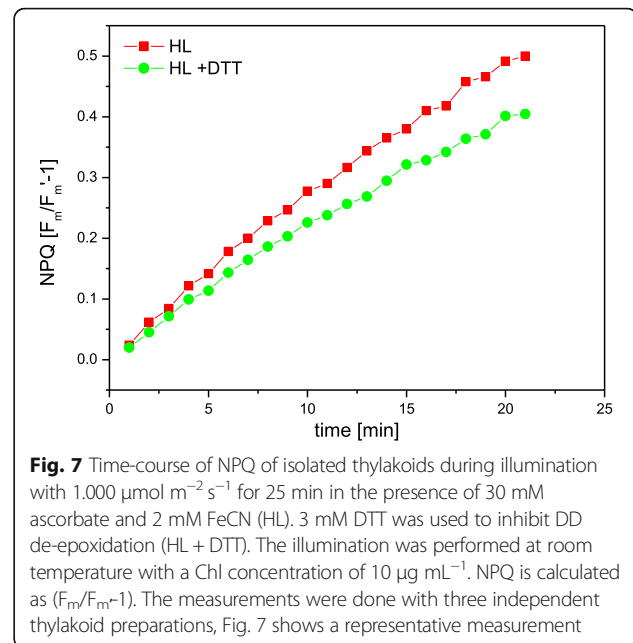 HL
HL +DTT
0.5
0.4
0.3
0.2
0.1
0.0
NPQ [Fm/Fm'-1]
0 5 10 15 20 25
time [min]
Fig. 7 Time-course of NPQ of isolated thylakoids during illumination
with 1.000 μmol m−2 s−1 for 25 min in the presence of 30 mM
ascorbate and 2 mM FeCN (HL). 3 mM DTT was used to inhibit DD
de-epoxidation (HL + DTT). The illumination was performed at room
temperature with a Chl concentration of 10 μg mL−1. NPQ is calculated
as (Fm/Fm'-1). The measurements were done with three independent
thylakoid preparations, Fig. 7 shows a representative measurement